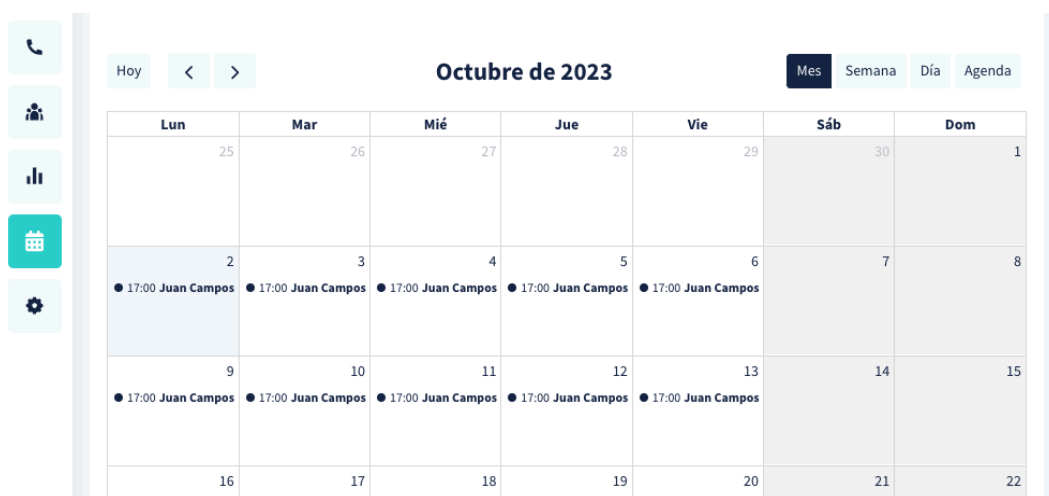 Hoy
Octubre de 2023
Mes Semana Día Agenda
Lun Mar Mié Jue Vie Sáb Dom
25 26 27 28 29 30 1
2 3 4 5 6 7 8
17:00 Juan Campos 17:00 Juan Campos 17:00 Juan Campos 17:00 Juan Campos 17:00 Juan Campos
9 10 11 12 13 14 15
17:00 Juan Campos 17:00 Juan Campos 17:00 Juan Campos 17:00 Juan Campos 17:00 Juan Campos
16 17 18 19 20 21 22